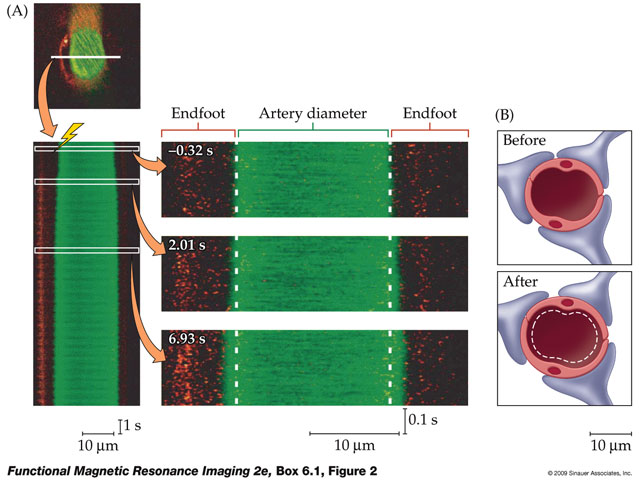 (A)
Endfoot
Artery diameter
Endfoot
(B)
–0.32 s
2.01 s
6.93 s
Before
After
1 s
10 µm
0.1 s
10 µm
10 µm
Functional Magnetic Resonance Imaging 2e, Box 6.1, Figure 2
© 2009 Sinauer Associates, Inc.